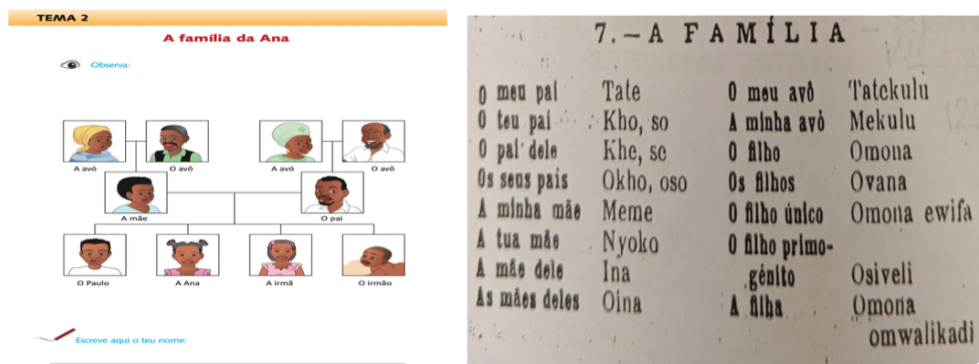 TEMA 2
A família da Ana
Observa:
A avó O avô A avó O avô
A mãe O pai
O Paulo A Ana A irmã O irmão
Escreve aqui o teu nome:
7. — A FAMÍLIA
O meu pai Tate
O teu pai Kho, so
O pai dele Khe, se
Os seus pais Okho, oso
A minha mãe Meme
A tua mãe Nyoko
A mãe dele Ina
As mães deles Oina
O meu avô Tatekulu
A minha avó Mekulu
O filho Omona
Os filhos Ovana
O filho único Omona ewifa
O filho primo-
génito Osiveli
A filha Omona
omwalikadi